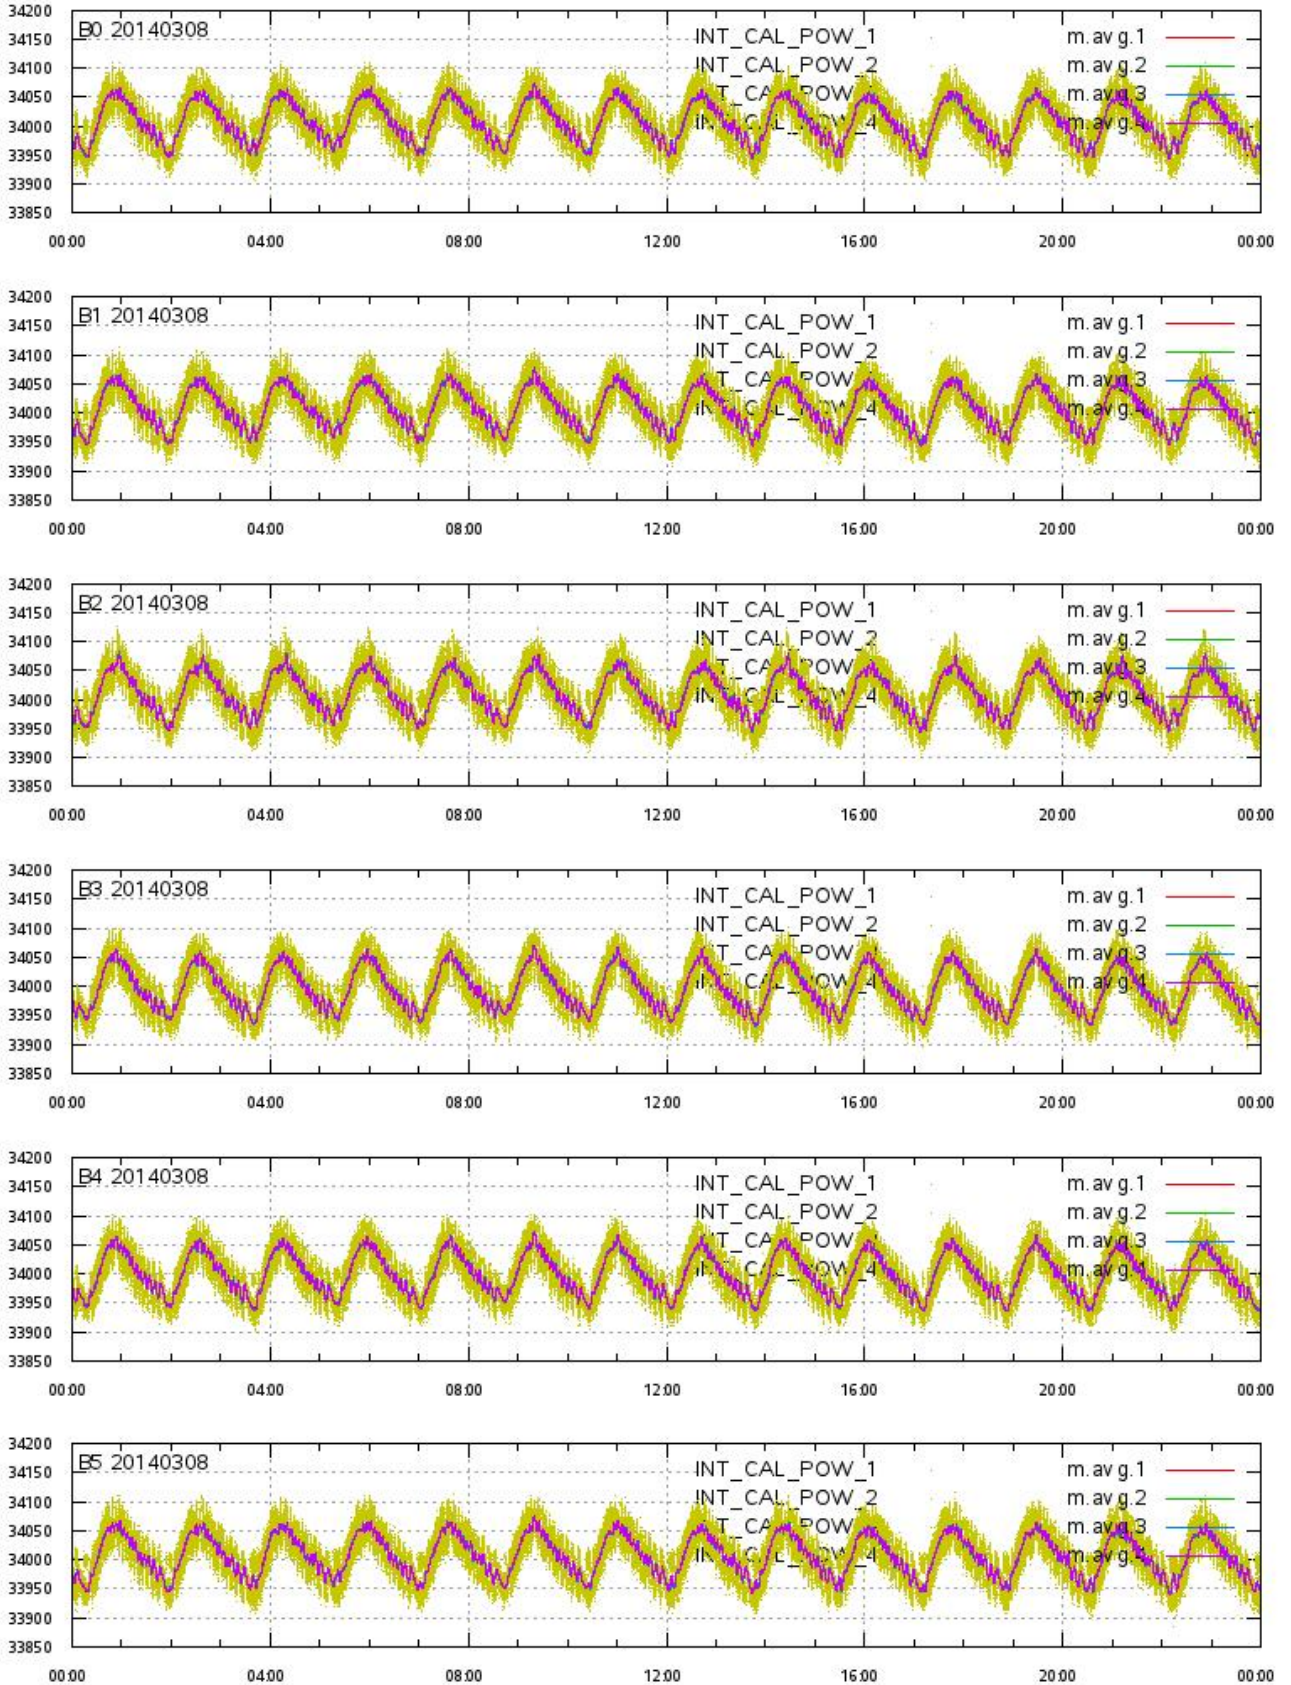 34200
B0 20140308
34150 INT_CAL_POW_1 m.avg.1
34100 INT_CAL_POW_2 m.avg.2
34050 m.avg.3
34000 INT_CAL_POW_4 m.avg.4
33950
33900
33850
00:00 04:00 08:00 12:00 16:00 20:00 00:00
34200
B1 20140308
34150 INT_CAL_POW_1 m.avg.1
34100 INT_CAL_POW_2 m.avg.2
34050 m.avg.3
34000 INT_CAL_POW_4 m.avg.4
33950
33900
33850
00:00 04:00 08:00 12:00 16:00 20:00 00:00
34200
B2 20140308
34150 INT_CAL_POW_1 m.avg.1
34100 INT_CAL_POW_2 m.avg.2
34050 m.avg.3
34000 INT_CAL_POW_4 m.avg.4
33950
33900
33850
00:00 04:00 08:00 12:00 16:00 20:00 00:00
34200
B3 20140308
34150 INT_CAL_POW_1 m.avg.1
34100 INT_CAL_POW_2 m.avg.2
34050 m.avg.3
34000 INT_CAL_POW_4 m.avg.4
33950
33900
33850
00:00 04:00 08:00 12:00 16:00 20:00 00:00
34200
B4 20140308
34150 INT_CAL_POW_1 m.avg.1
34100 INT_CAL_POW_2 m.avg.2
34050 m.avg.3
34000 INT_CAL_POW_4 m.avg.4
33950
33900
33850
00:00 04:00 08:00 12:00 16:00 20:00 00:00
34200
B5 20140308
34150 INT_CAL_POW_1 m.avg.1
34100 INT_CAL_POW_2 m.avg.2
34050 m.avg.3
34000 INT_CAL_POW_4 m.avg.4
33950
33900
33850
00:00 04:00 08:00 12:00 16:00 20:00 00:00